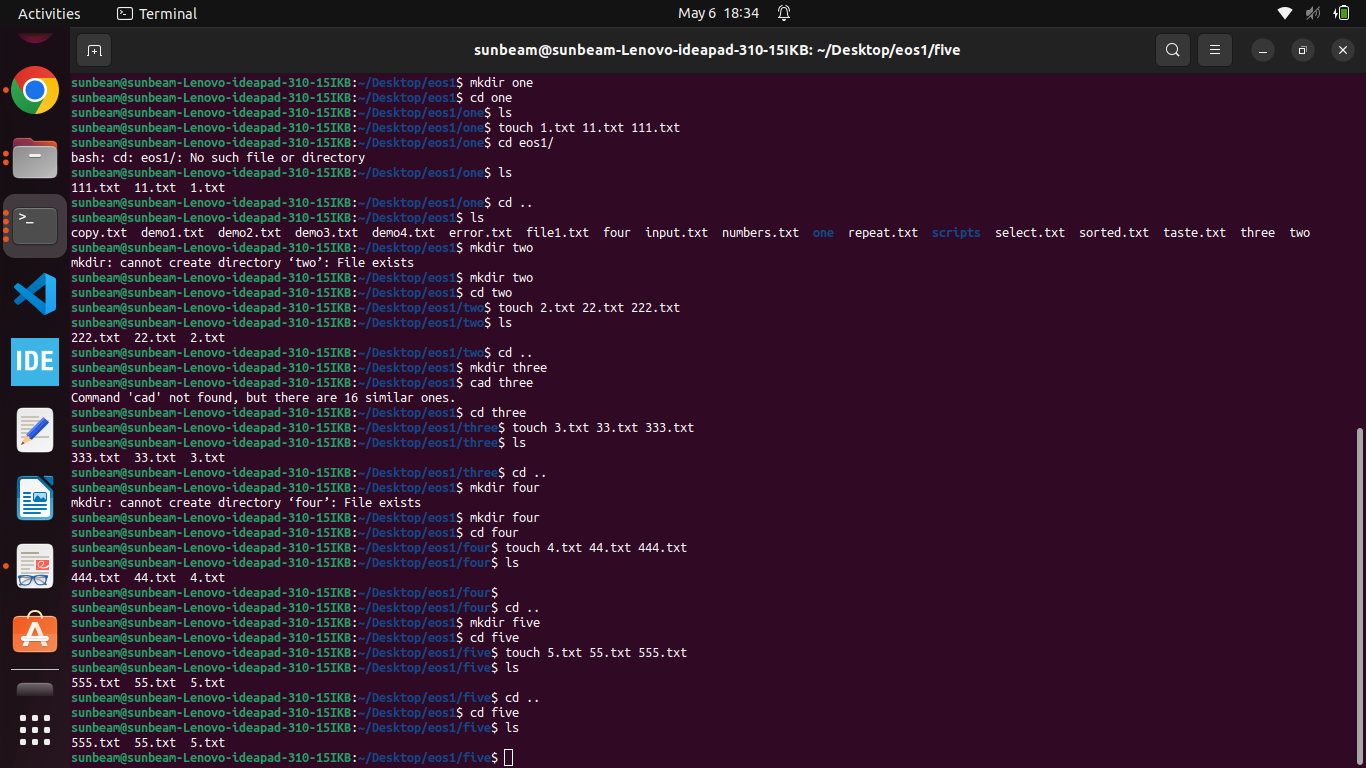 Activities Terminal May 6 18:34
sunbeam@sunbeam-Lenovo-ideapad-310-15IKB: ~/Desktop/eos1/five
sunbeam@sunbeam-Lenovo-ideapad-310-15IKB:~/Desktop/eos1$ mkdir one
sunbeam@sunbeam-Lenovo-ideapad-310-15IKB:~/Desktop/eos1$ cd one
sunbeam@sunbeam-Lenovo-ideapad-310-15IKB:~/Desktop/eos1/one$ ls
sunbeam@sunbeam-Lenovo-ideapad-310-15IKB:~/Desktop/eos1/one$ touch 1.txt 11.txt 111.txt
sunbeam@sunbeam-Lenovo-ideapad-310-15IKB:~/Desktop/eos1/one$ cd eos1/
bash: cd: eos1/: No such file or directory
sunbeam@sunbeam-Lenovo-ideapad-310-15IKB:~/Desktop/eos1/one$ ls
111.txt  11.txt  1.txt
sunbeam@sunbeam-Lenovo-ideapad-310-15IKB:~/Desktop/eos1/one$ cd ..
sunbeam@sunbeam-Lenovo-ideapad-310-15IKB:~/Desktop/eos1$ ls
copy.txt  demo1.txt  demo2.txt  demo3.txt  demo4.txt  error.txt  file1.txt  four  input.txt  numbers.txt  one  repeat.txt  scripts  select.txt  sorted.txt  taste.txt  three  two
sunbeam@sunbeam-Lenovo-ideapad-310-15IKB:~/Desktop/eos1$ mkdir two
mkdir: cannot create directory ‘two’: File exists
sunbeam@sunbeam-Lenovo-ideapad-310-15IKB:~/Desktop/eos1$ mkdir two
sunbeam@sunbeam-Lenovo-ideapad-310-15IKB:~/Desktop/eos1$ cd two
sunbeam@sunbeam-Lenovo-ideapad-310-15IKB:~/Desktop/eos1/two$ touch 2.txt 22.txt 222.txt
sunbeam@sunbeam-Lenovo-ideapad-310-15IKB:~/Desktop/eos1/two$ ls
222.txt  22.txt  2.txt
sunbeam@sunbeam-Lenovo-ideapad-310-15IKB:~/Desktop/eos1/two$ cd ..
sunbeam@sunbeam-Lenovo-ideapad-310-15IKB:~/Desktop/eos1$ mkdir three
sunbeam@sunbeam-Lenovo-ideapad-310-15IKB:~/Desktop/eos1$ cad three
Command 'cad' not found, but there are 16 similar ones.
sunbeam@sunbeam-Lenovo-ideapad-310-15IKB:~/Desktop/eos1$ cd three
sunbeam@sunbeam-Lenovo-ideapad-310-15IKB:~/Desktop/eos1/three$ touch 3.txt 33.txt 333.txt
sunbeam@sunbeam-Lenovo-ideapad-310-15IKB:~/Desktop/eos1/three$ ls
333.txt  33.txt  3.txt
sunbeam@sunbeam-Lenovo-ideapad-310-15IKB:~/Desktop/eos1/three$ cd ..
sunbeam@sunbeam-Lenovo-ideapad-310-15IKB:~/Desktop/eos1$ mkdir four
mkdir: cannot create directory ‘four’: File exists
sunbeam@sunbeam-Lenovo-ideapad-310-15IKB:~/Desktop/eos1$ mkdir four
sunbeam@sunbeam-Lenovo-ideapad-310-15IKB:~/Desktop/eos1$ cd four
sunbeam@sunbeam-Lenovo-ideapad-310-15IKB:~/Desktop/eos1/four$ touch 4.txt 44.txt 444.txt
sunbeam@sunbeam-Lenovo-ideapad-310-15IKB:~/Desktop/eos1/four$ ls
444.txt  44.txt  4.txt
sunbeam@sunbeam-Lenovo-ideapad-310-15IKB:~/Desktop/eos1/four$
sunbeam@sunbeam-Lenovo-ideapad-310-15IKB:~/Desktop/eos1/four$ cd ..
sunbeam@sunbeam-Lenovo-ideapad-310-15IKB:~/Desktop/eos1$ mkdir five
sunbeam@sunbeam-Lenovo-ideapad-310-15IKB:~/Desktop/eos1$ cd five
sunbeam@sunbeam-Lenovo-ideapad-310-15IKB:~/Desktop/eos1/five$ touch 5.txt 55.txt 555.txt
sunbeam@sunbeam-Lenovo-ideapad-310-15IKB:~/Desktop/eos1/five$ ls
555.txt  55.txt  5.txt
sunbeam@sunbeam-Lenovo-ideapad-310-15IKB:~/Desktop/eos1/five$ cd ..
sunbeam@sunbeam-Lenovo-ideapad-310-15IKB:~/Desktop/eos1$ cd five
sunbeam@sunbeam-Lenovo-ideapad-310-15IKB:~/Desktop/eos1/five$ ls
555.txt  55.txt  5.txt
sunbeam@sunbeam-Lenovo-ideapad-310-15IKB:~/Desktop/eos1/five$
IDE